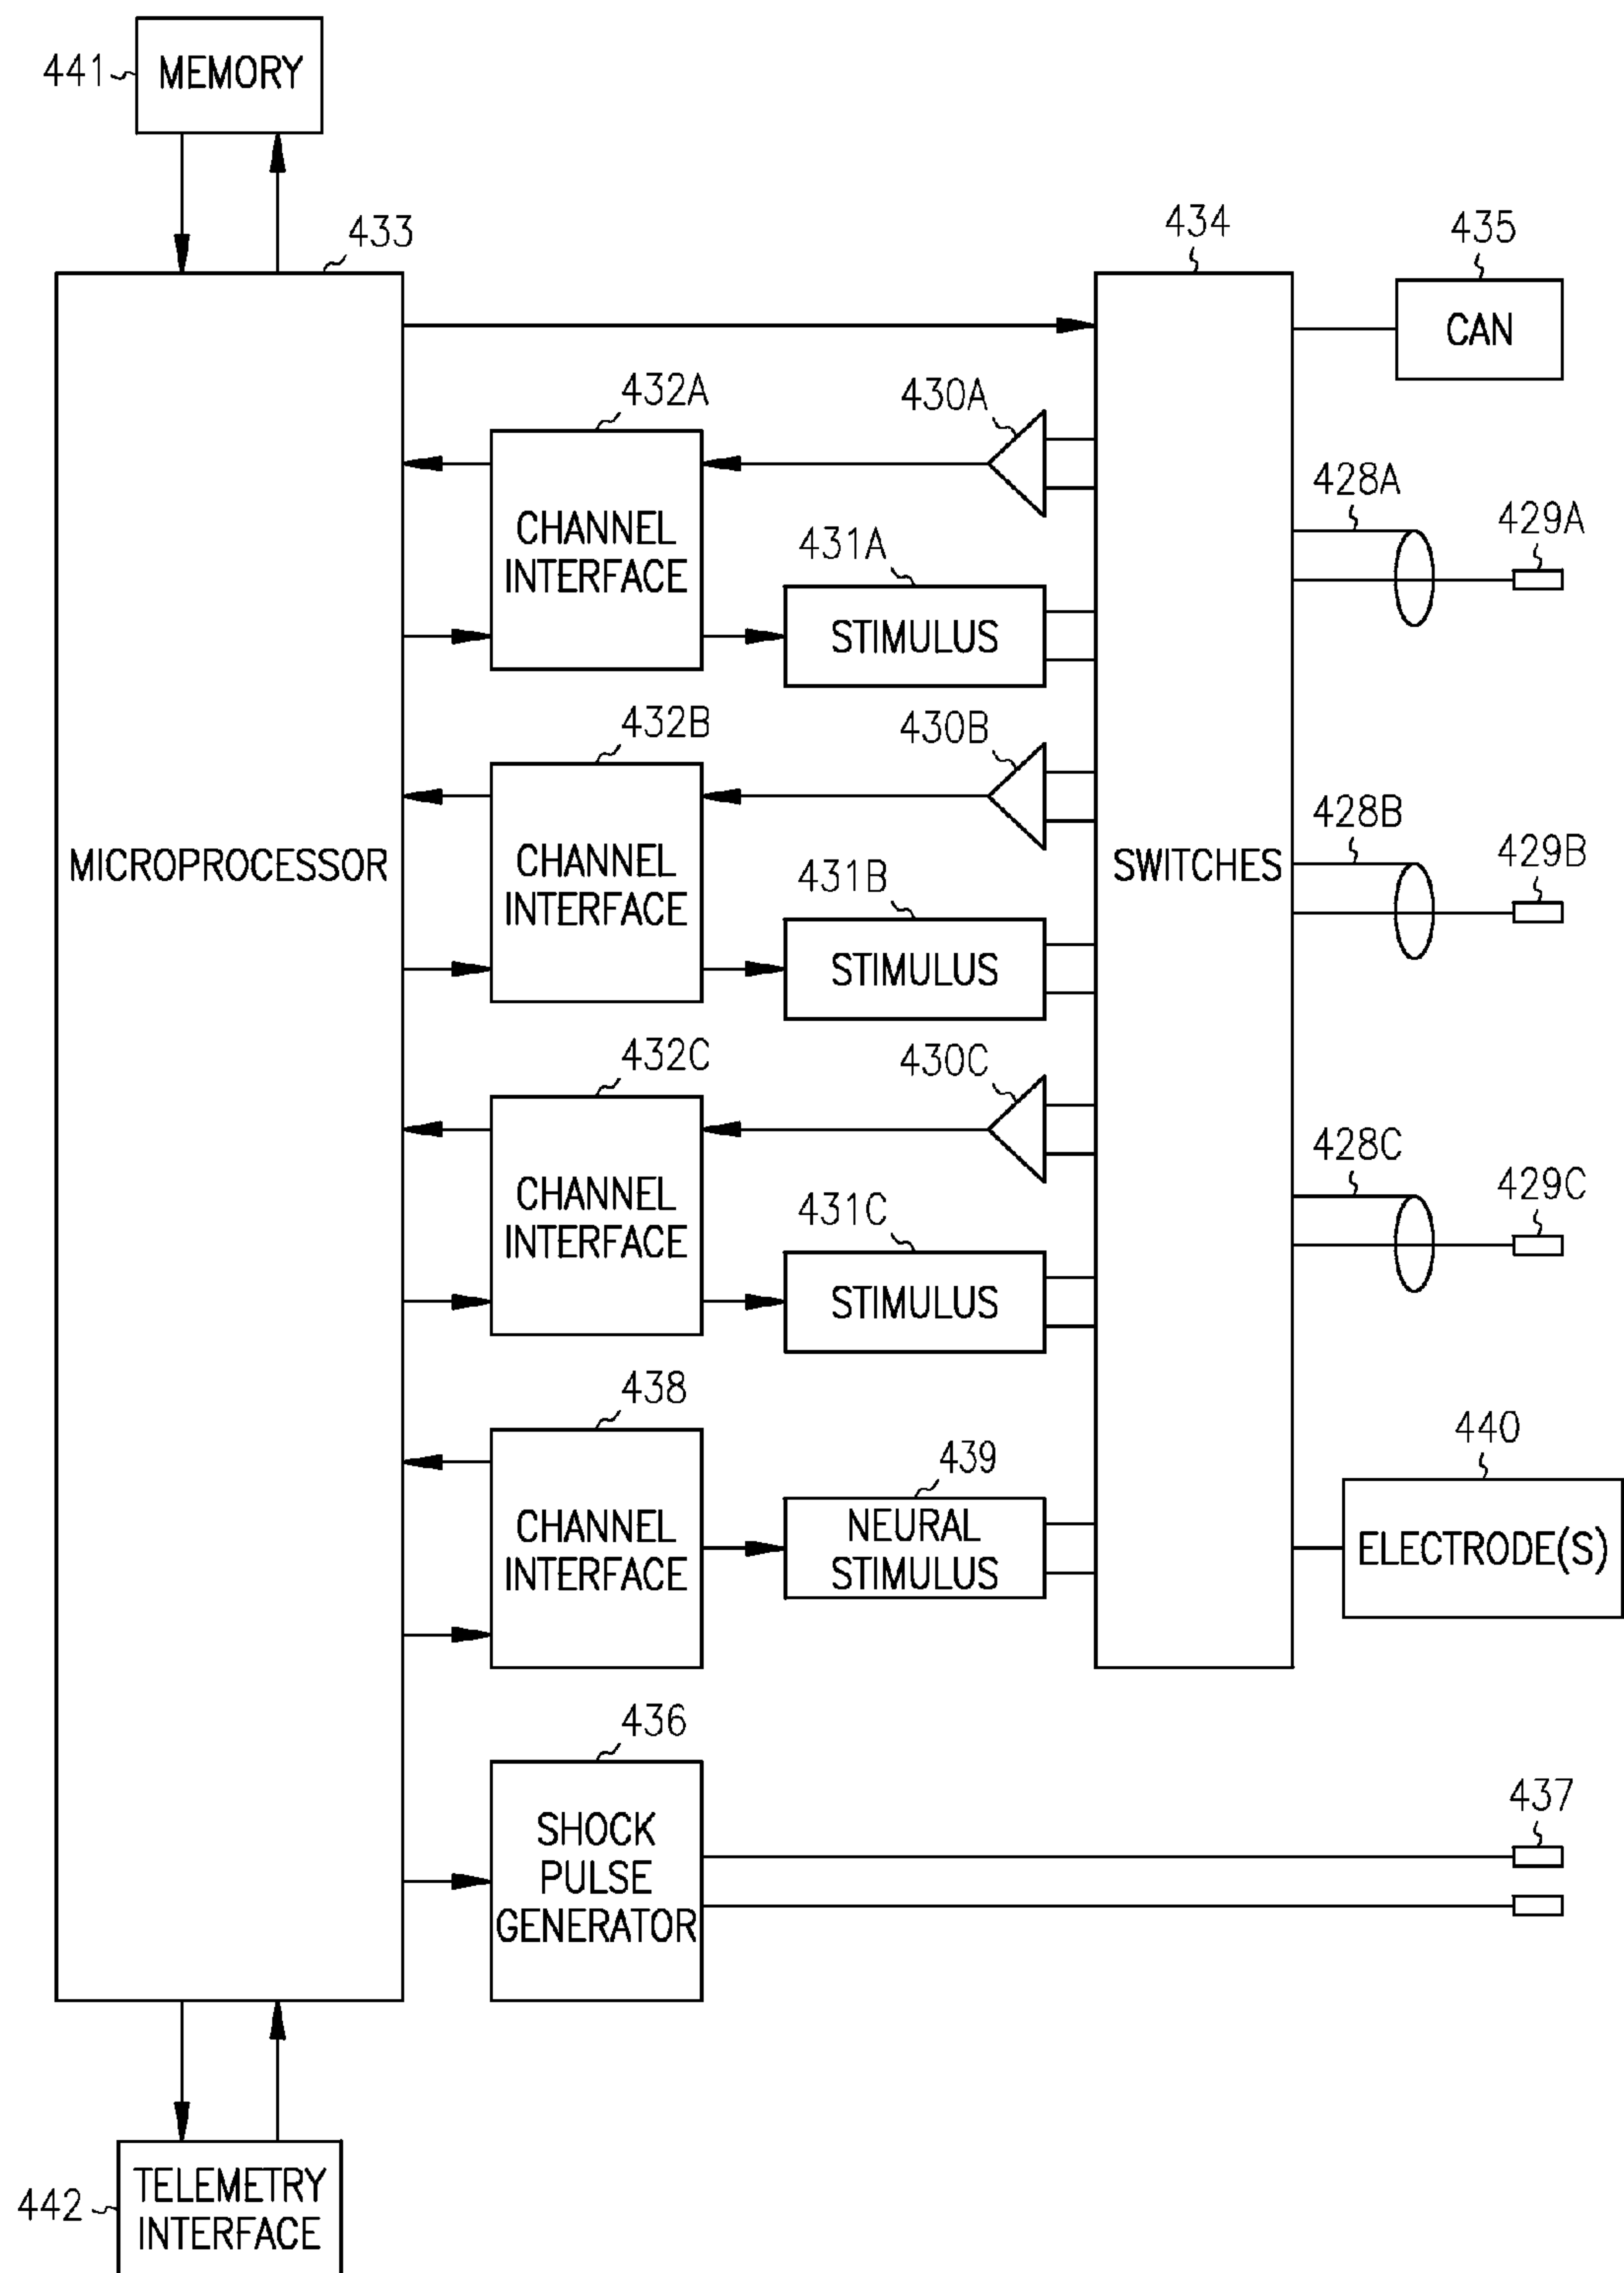 441
MEMORY
433
434
435
CAN
432A
430A
428A
429A
CHANNEL
INTERFACE
431A
STIMULUS
432B
430B
428B
429B
MICROPROCESSOR
CHANNEL
INTERFACE
SWITCHES
431B
STIMULUS
432C
430C
428C
429C
CHANNEL
INTERFACE
431C
STIMULUS
438
439
440
CHANNEL
INTERFACE
NEURAL
STIMULUS
ELECTRODE(S)
436
437
SHOCK
PULSE
GENERATOR
442
TELEMETRY
INTERFACE